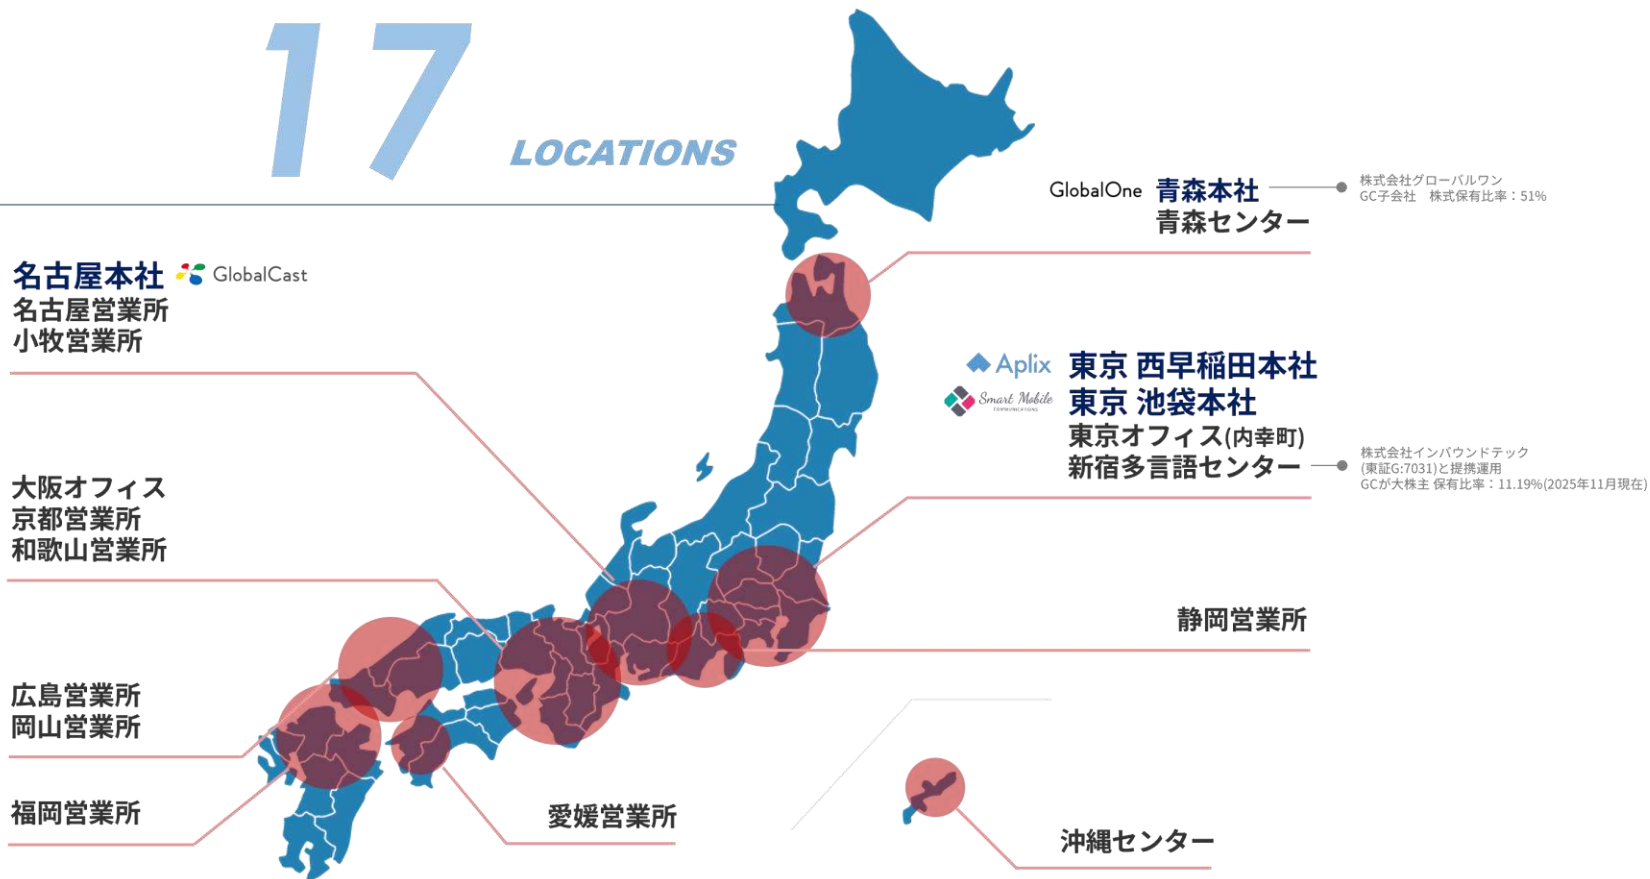 17
LOCATIONS
GlobalOne 青森本社
青森センター
株式会社グローバルワン
GC子会社　株式保有比率：51%
名古屋本社 GlobalCast
名古屋営業所
小牧営業所
Aplix 東京 西早稲田本社
Smart Mobile
COMMUNICATIONS
東京 池袋本社
東京オフィス(内幸町)
新宿多言語センター
株式会社インバウンドテック
(東証G:7031)と提携運用
GCが大株主 保有比率：11.19%(2025年11月現在)
大阪オフィス
京都営業所
和歌山営業所
静岡営業所
広島営業所
岡山営業所
福岡営業所
愛媛営業所
沖縄センター